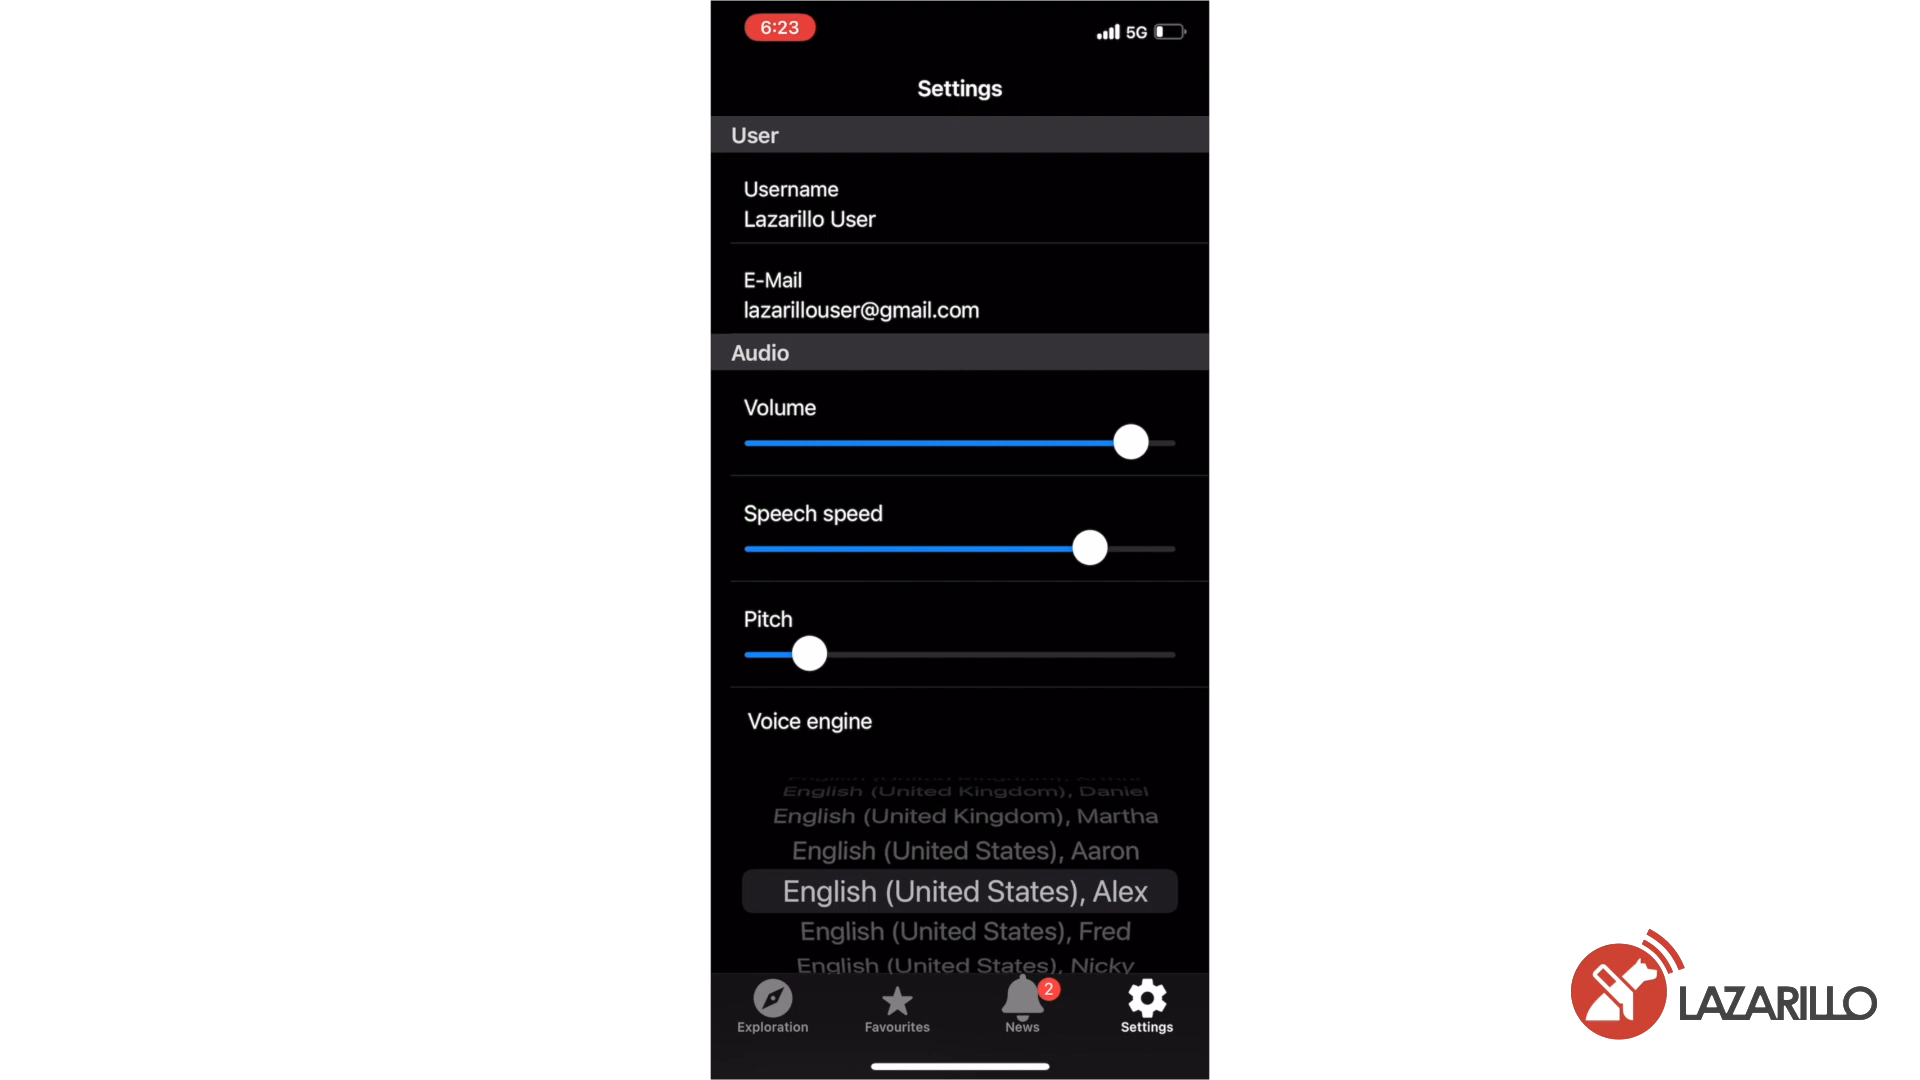 6:23
5G
Settings
User
Username
Lazarillo User
E-Mail
lazarillouser@gmail.com
Audio
Volume
Speech speed
Pitch
Voice engine
English (United Kingdom), Daniel
English (United Kingdom), Martha
English (United States), Aaron
English (United States), Alex
English (United States), Fred
English (United States), Nicky
2
Exploration
Favourites
News
Settings
LAZARILLO